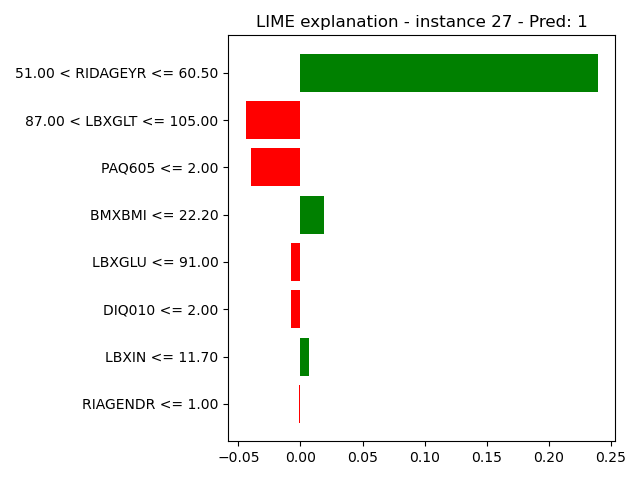 LIME explanation - instance 27 - Pred: 1
51.00 < RIDAGEYR <= 60.50
87.00 < LBXGLT <= 105.00
PAQ605 <= 2.00
BMXBMI <= 22.20
LBXGLU <= 91.00
DIQ010 <= 2.00
LBXIN <= 11.70
RIAGENDR <= 1.00
−0.05 0.00 0.05 0.10 0.15 0.20 0.25